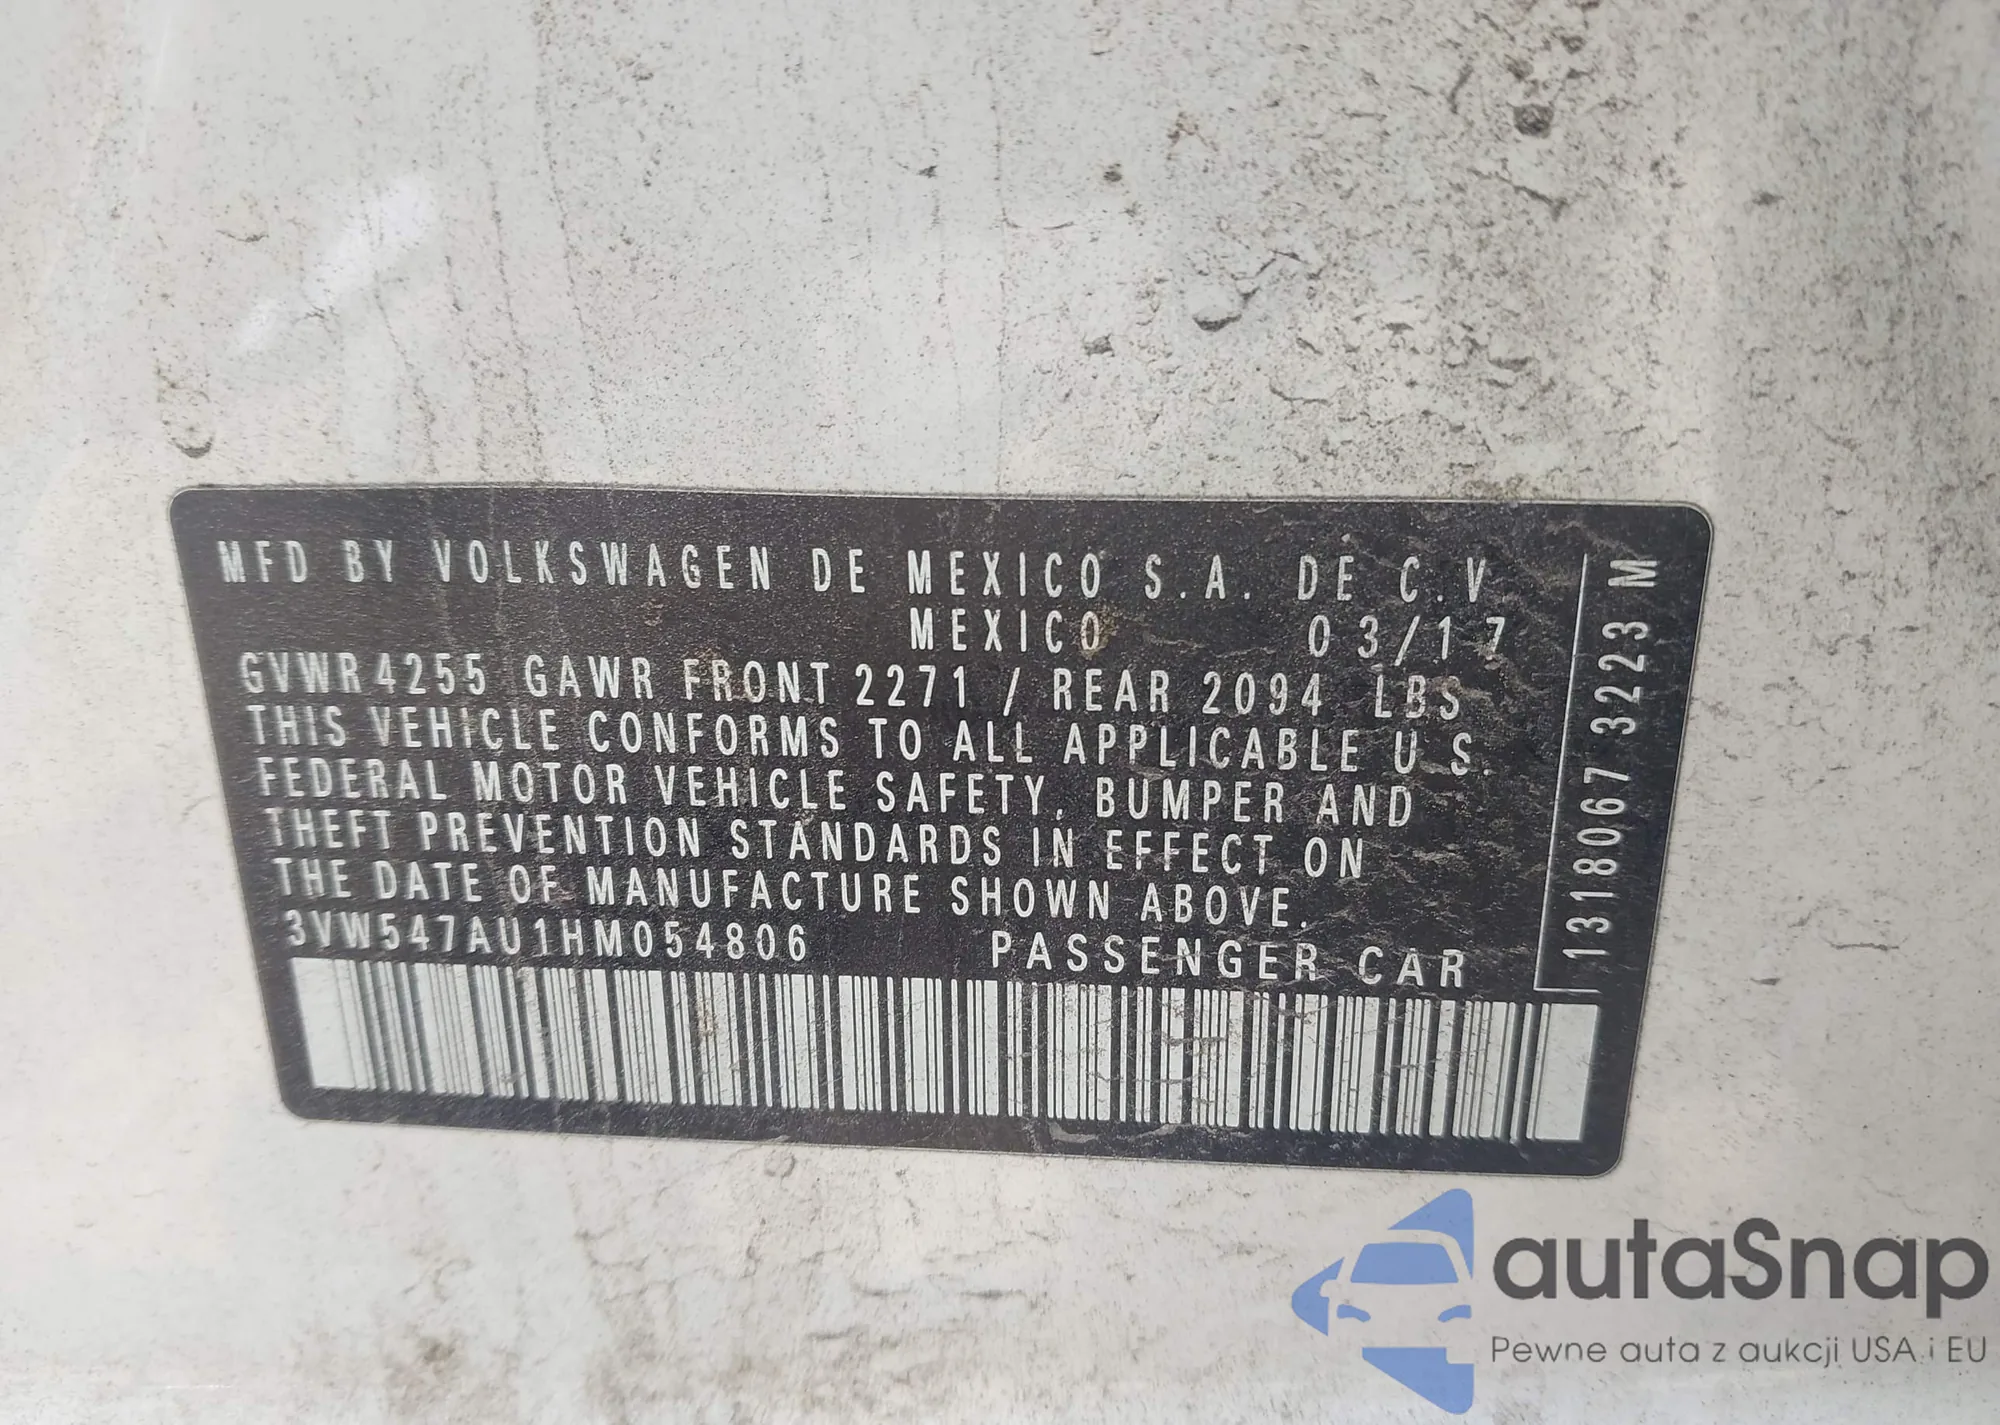 MFD BY VOLKSWAGEN DE MEXICO S.A. DE C.V
MEXICO 03/17
GVWR 4255 GAWR FRONT 2271 / REAR 2094 LBS
THIS VEHICLE CONFORMS TO ALL APPLICABLE U S.
FEDERAL MOTOR VEHICLE SAFETY, BUMPER AND
THEFT PREVENTION STANDARDS IN EFFECT ON
THE DATE OF MANUFACTURE SHOWN ABOVE.
3VW547AU1HM054806 PASSENGER CAR
1318067 3223 M
autaSnap
Pewne auta z aukcji USA i EU